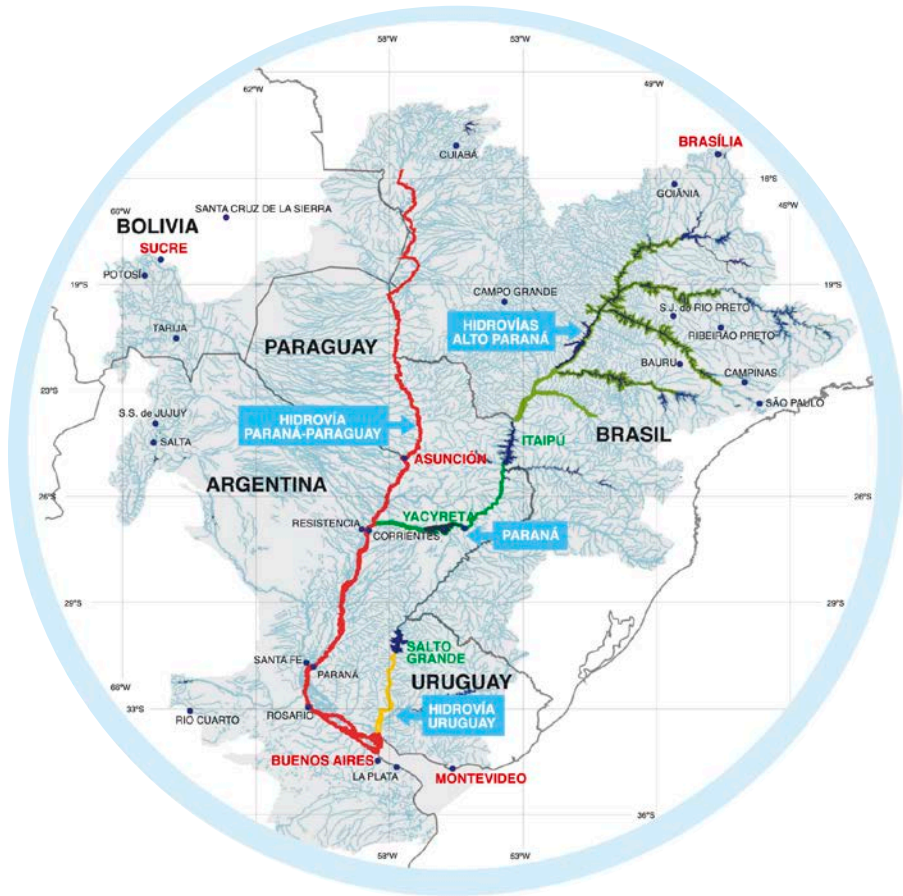 58°W
53°W
62°W
49°W
CUIABÁ
BRASÍLIA
18°S
GOIÂNIA
48°W
60°W
SANTA CRUZ DE LA SIERRA
BOLIVIA
SUCRE
POTOSÍ
19°S
19°S
CAMPO GRANDE
S.J. do RIO PRETO
HIDROVÍAS
ALTO PARANÁ
RIBEIRÃO PRETO
TARIJA
PARAGUAY
BAURU
CAMPINAS
SÃO PAULO
S.S. de JUJUY
HIDROVÍA
PARANÁ-PARAGUAY
BRASIL
SALTA
ITAIPÚ
ASUNCIÓN
ARGENTINA
26°S
26°S
YACYRETA
RESISTENCIA
CORRIENTES
PARANÁ
29°S
29°S
SALTO
GRANDE
SANTA FE
PARANÁ
URUGUAY
33°S
ROSARIO
HIDROVÍA
URUGUAY
33°S
RIO CUARTO
BUENOS AIRES
LA PLATA
MONTEVIDEO
36°S
58°W
53°W